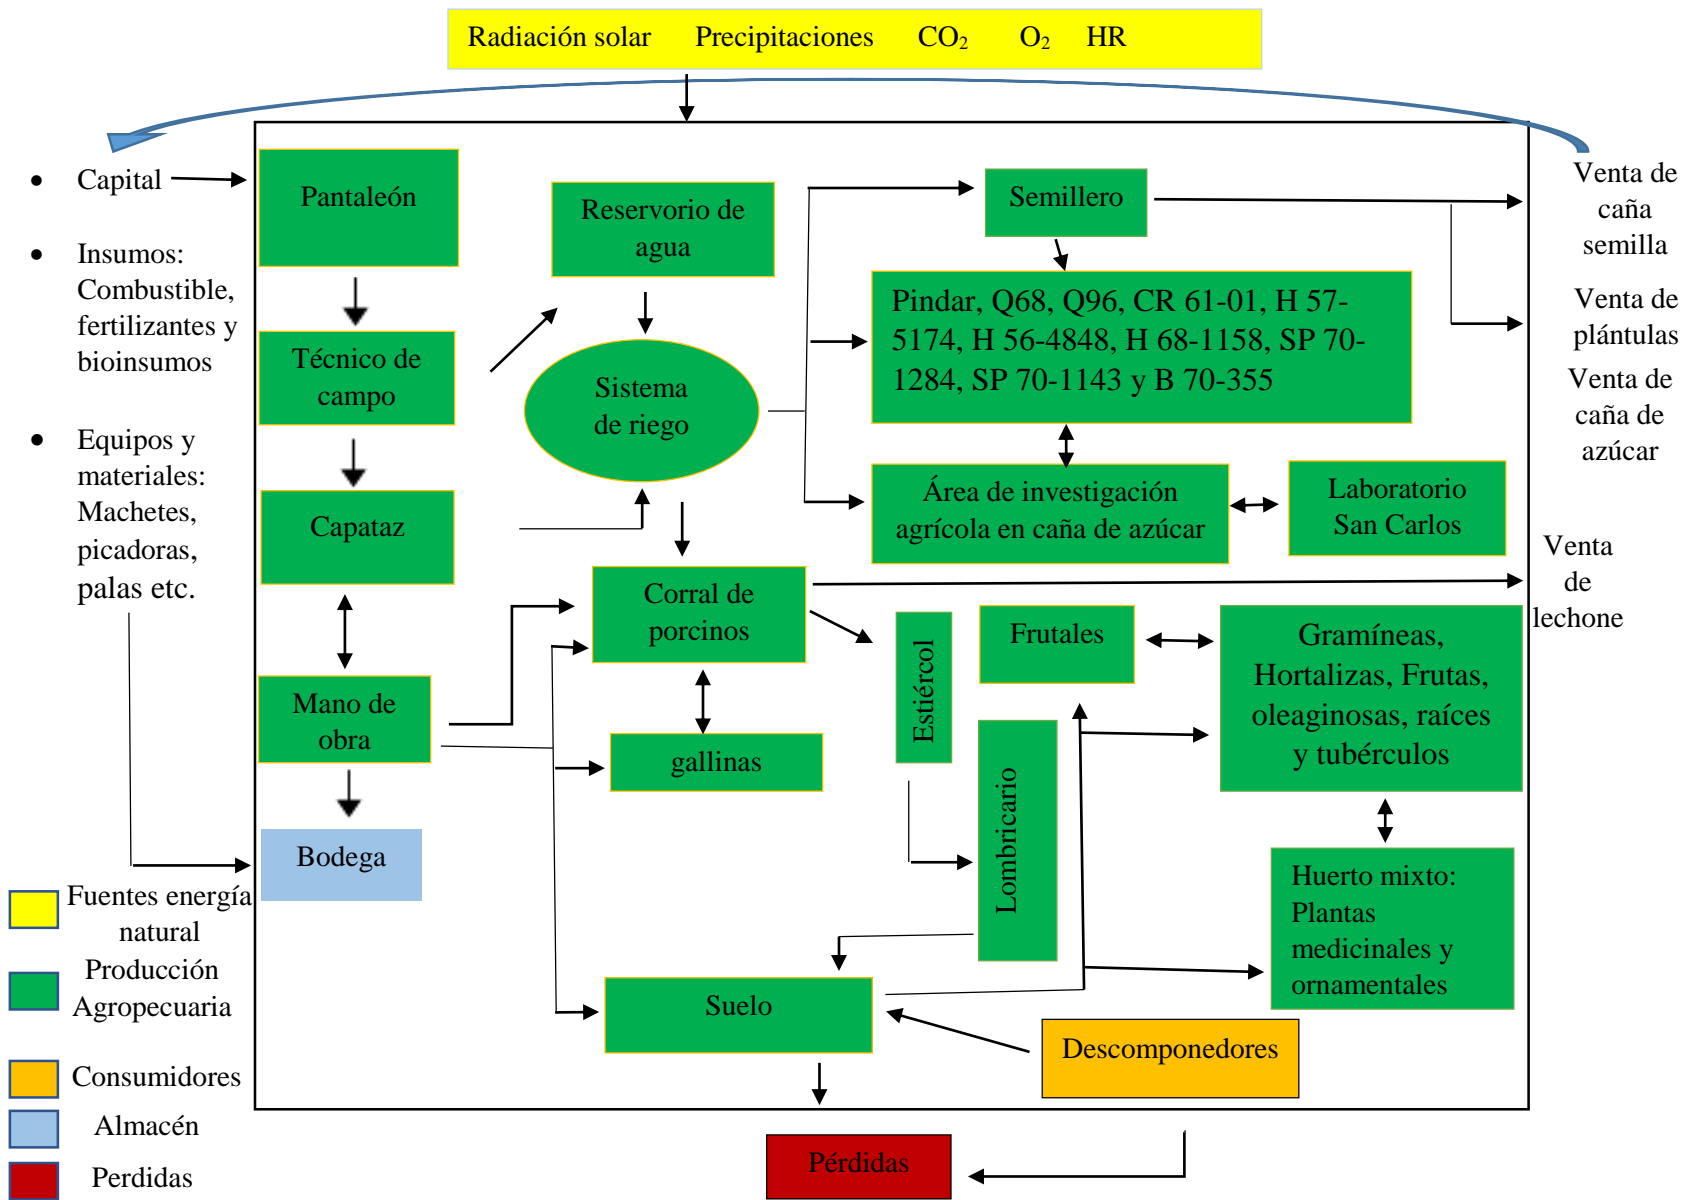 Radiación solar Precipitaciones CO₂ O₂ HR
• Capital
• Insumos:
Combustible,
fertilizantes y
bioinsumos
• Equipos y
materiales:
Machetes,
picadoras,
palas etc.
Pantaleón
Técnico de
campo
Capataz
Mano de
obra
Bodega
Reservorio de
agua
Sistema
de riego
Corral de
porcinos
gallinas
Suelo
Semillero
Pindar, Q68, Q96, CR 61-01, H 57-
5174, H 56-4848, H 68-1158, SP 70-
1284, SP 70-1143 y B 70-355
Área de investigación
agrícola en caña de azúcar
Laboratorio
San Carlos
Estiércol
Lombricario
Frutales
Gramíneas,
Hortalizas, Frutas,
oleaginosas, raíces
y tubérculos
Huerto mixto:
Plantas
medicinales y
ornamentales
Descomponedores
Venta de
caña
semilla
Venta de
plántulas
Venta de
caña de
azúcar
Venta
de
lechone
Pérdidas
Fuentes energía
natural
Producción
Agropecuaria
Consumidores
Almacén
Perdidas